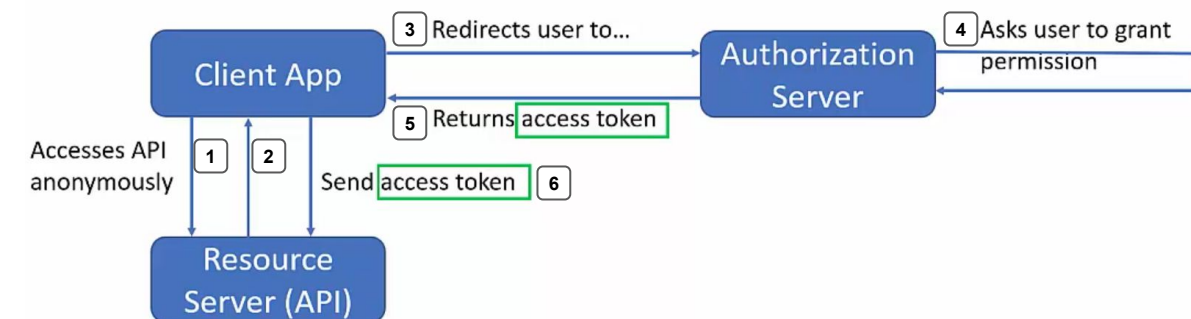 3 Redirects user to...
4 Asks user to grant
permission
Client App
Authorization
Server
5 Returns access token
Accesses API
anonymously
1
2
Send access token 6
Resource
Server (API)